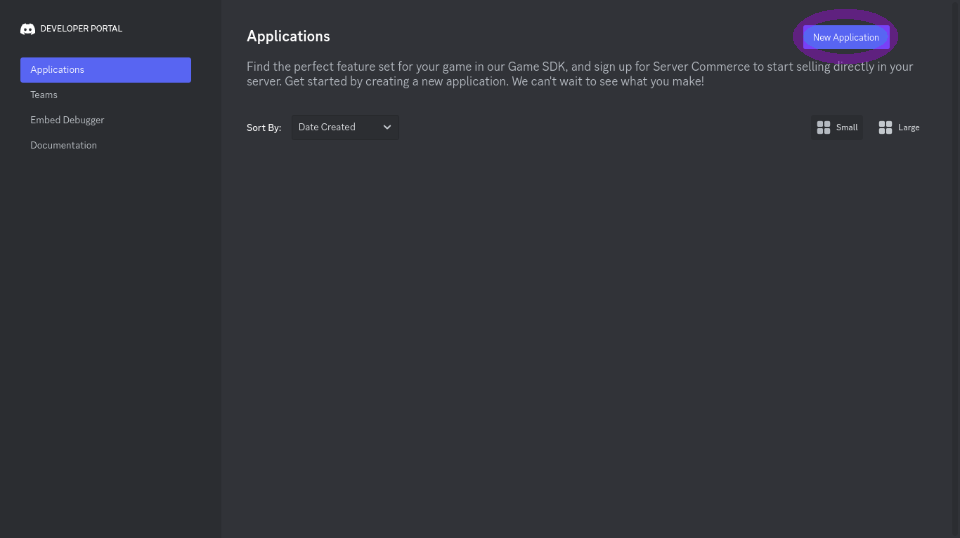 DEVELOPER PORTAL
Applications
Teams
Embed Debugger
Documentation
Applications
New Application
Find the perfect feature set for your game in our Game SDK, and sign up for Server Commerce to start selling directly in your
server. Get started by creating a new application. We can't wait to see what you make!
Sort By: Date Created Small Large